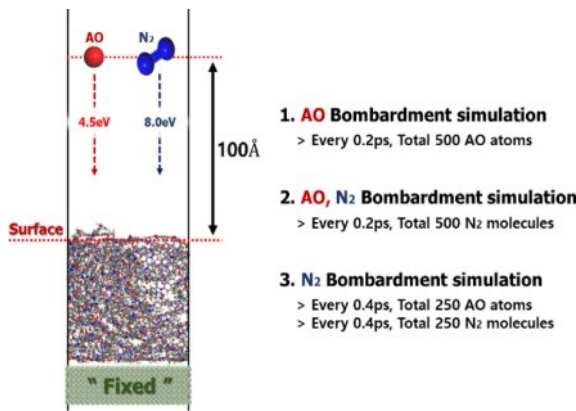 AO
N₂
4.5eV
8.0eV
100Å
Surface
" Fixed "
1. AO Bombardment simulation
> Every 0.2ps, Total 500 AO atoms
2. AO, N₂ Bombardment simulation
> Every 0.2ps, Total 500 N₂ molecules
3. N₂ Bombardment simulation
> Every 0.4ps, Total 250 AO atoms
> Every 0.4ps, Total 250 N₂ molecules